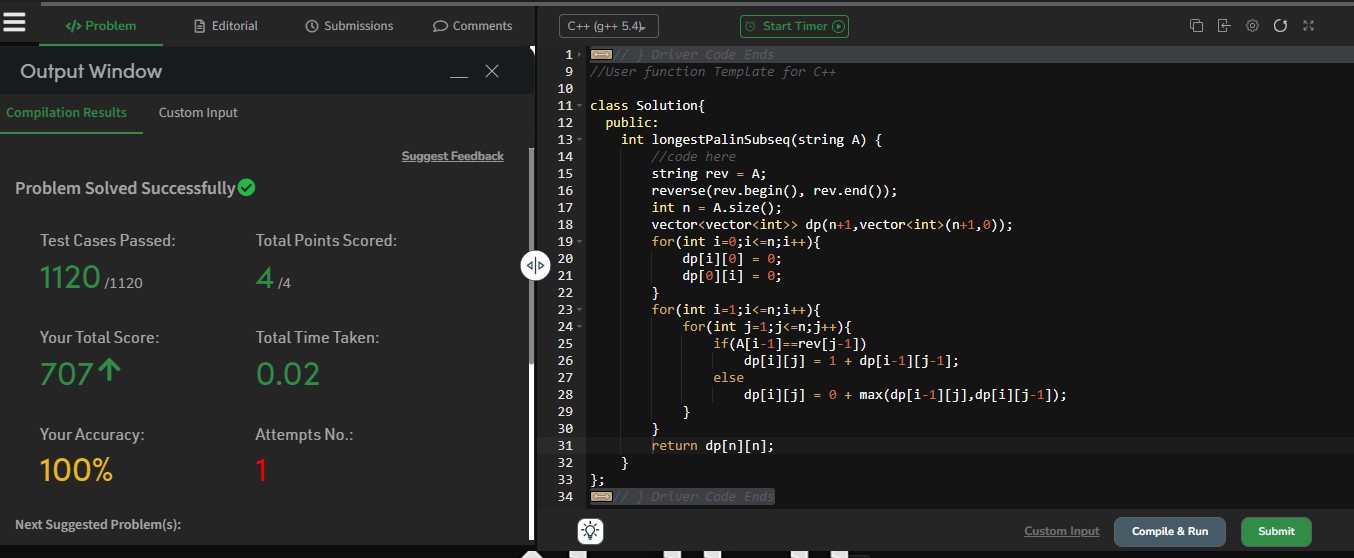 </> Problem
Editorial
Submissions
Comments
Output Window
Compilation Results
Custom Input
Suggest Feedback
Problem Solved Successfully
Test Cases Passed:
Total Points Scored:
1120 /1120
4 /4
Your Total Score:
Total Time Taken:
707
0.02
Your Accuracy:
Attempts No.:
100%
1
Next Suggested Problem(s):
C++ (g++ 5.4)
Start Timer
1 // } Driver Code Ends
9 //User function Template for C++
10
11 class Solution{
12 public:
13 int longestPalinSubseq(string A) {
14 //code here
15 string rev = A;
16 reverse(rev.begin(), rev.end());
17 int n = A.size();
18 vector<vector<int>> dp(n+1,vector<int>(n+1,0));
19 for(int i=0;i<=n;i++){
20 dp[i][0] = 0;
21 dp[0][i] = 0;
22 }
23 for(int i=1;i<=n;i++){
24 for(int j=1;j<=n;j++){
25 if(A[i-1]==rev[j-1])
26 dp[i][j] = 1 + dp[i-1][j-1];
27 else
28 dp[i][j] = 0 + max(dp[i-1][j],dp[i][j-1]);
29 }
30 }
31 return dp[n][n];
32 }
33 };
34 // } Driver Code Ends
Custom Input
Compile & Run
Submit